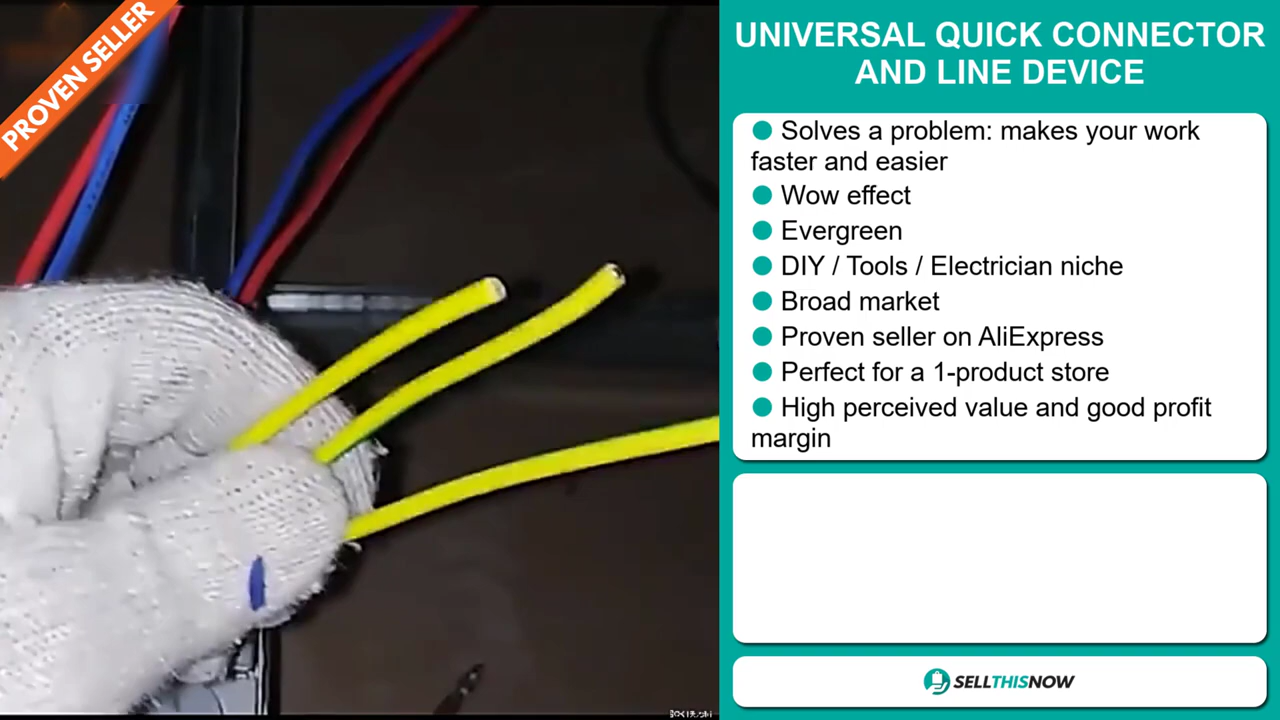 PROVEN SELLER
UNIVERSAL QUICK CONNECTOR
AND LINE DEVICE
● Solves a problem: makes your work
faster and easier
● Wow effect
● Evergreen
● DIY / Tools / Electrician niche
● Broad market
● Proven seller on AliExpress
● Perfect for a 1-product store
● High perceived value and good profit
margin
SELLTHISNOW